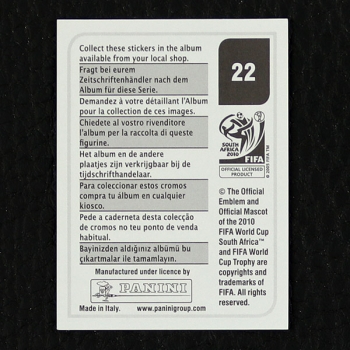 Collect these stickers in the album
available from your local shop.
Fragt bei eurem
Zeitschriftenhändler nach dem
Album für diese Serie.
Demandez à votre détaillant l'Album
pour la collection de ces images.
Chiedete al vostro rivenditore
l'album per la raccolta di queste
figurine.
Het album en de andere
plaatjes zijn verkrijgbaar bij de
tijdschrifthandelaar.
Para coleccionar estos cromos
compra tu álbum en cualquier
kiosco.
Pede a caderneta desta colecção
de cromos no teu ponto de venda
habitual.
Bayinizden aldığınız albümü bu
çıkartmalar ile tamamlayın.
Manufactured under licence by
PANINI
Made in Italy.
www.paninigroup.com
22
SOUTH AFRICA
2010
FIFA
OFFICIAL LICENSED
PRODUCT
© 2005 FIFA TM
© The Official
Emblem and
Official Mascot
of the 2010
FIFA World Cup
South Africa™
and FIFA World
Cup Trophy are
copyrights and
trademarks of
FIFA. All rights
reserved.